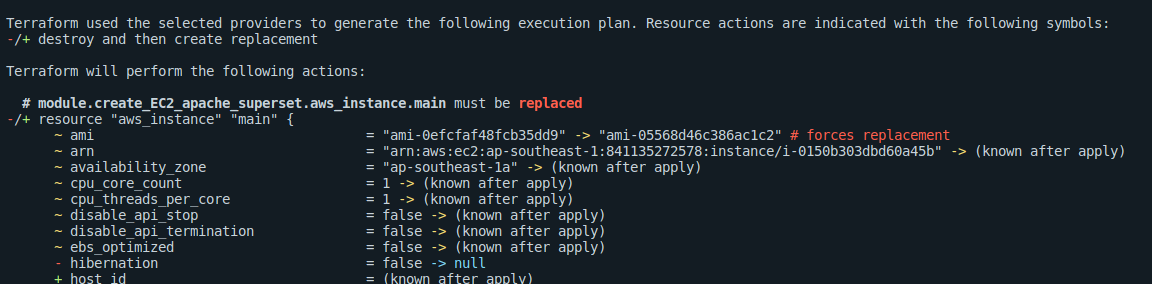 Terraform used the selected providers to generate the following execution plan. Resource actions are indicated with the following symbols:
-/+ destroy and then create replacement
Terraform will perform the following actions:
# module.create_EC2_apache_superset.aws_instance.main must be replaced
-/+ resource "aws_instance" "main" {
~ ami = "ami-0efcfaf48fcb35dd9" -> "ami-05568d46c386ac1c2" # forces replacement
~ arn = "arn:aws:ec2:ap-southeast-1:841135272578:instance/i-0150b303dbd60a45b" -> (known after apply)
~ availability_zone = "ap-southeast-1a" -> (known after apply)
~ cpu_core_count = 1 -> (known after apply)
~ cpu_threads_per_core = 1 -> (known after apply)
~ disable_api_stop = false -> (known after apply)
~ disable_api_termination = false -> (known after apply)
~ ebs_optimized = false -> (known after apply)
- hibernation = false -> null
+ host_id = (known after apply)